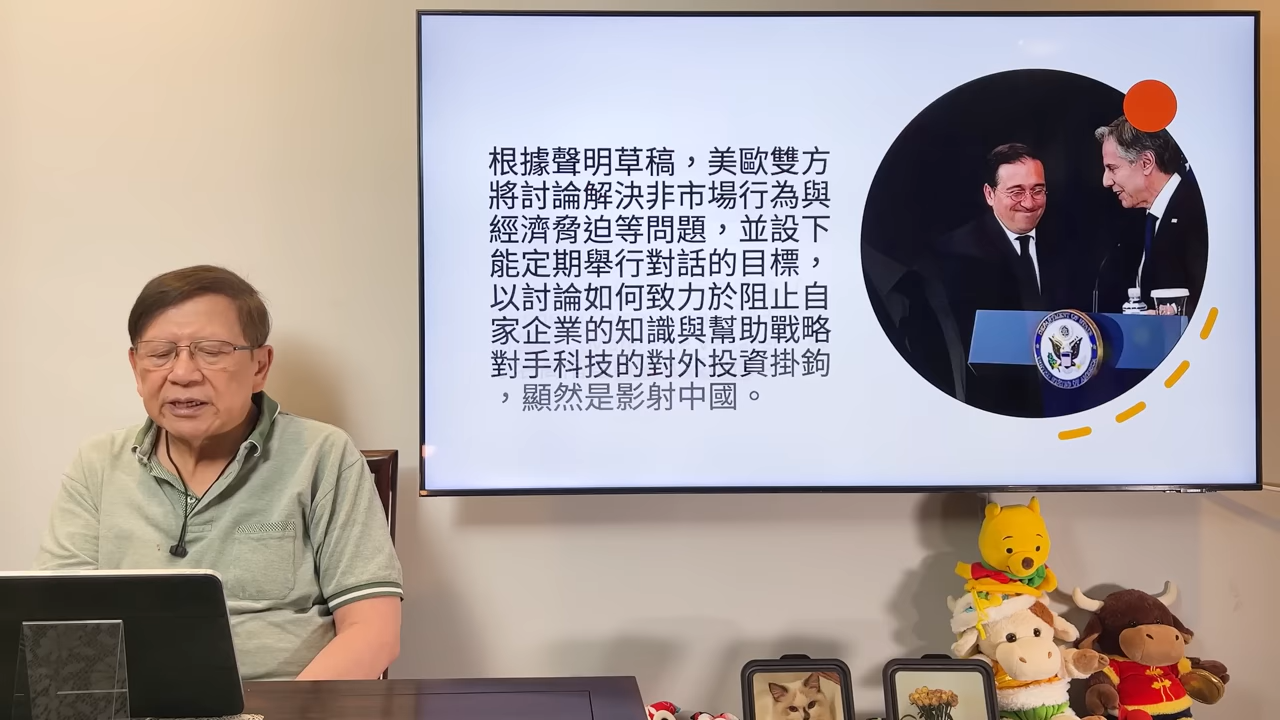 根據聲明草稿，美歐雙方
將討論解決非市場行為與
經濟脅迫等問題，並設下
能定期舉行對話的目標，
以討論如何致力於阻止自
家企業的知識與幫助戰略
對手科技的對外投資掛鉤
，顯然是影射中國。